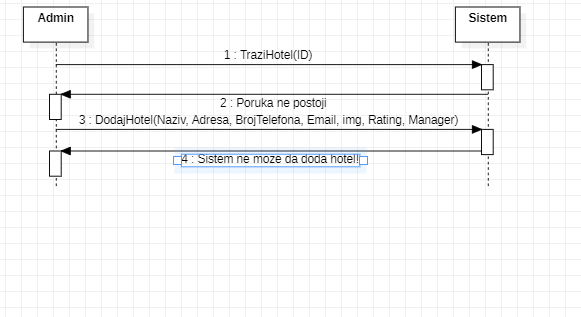 Admin
Sistem
1 : TraziHotel(ID)
2 : Poruka ne postoji
3 : DodajHotel(Naziv, Adresa, BrojTelefona, Email, img, Rating, Manager)
4 : Sistem ne moze da doda hotel!